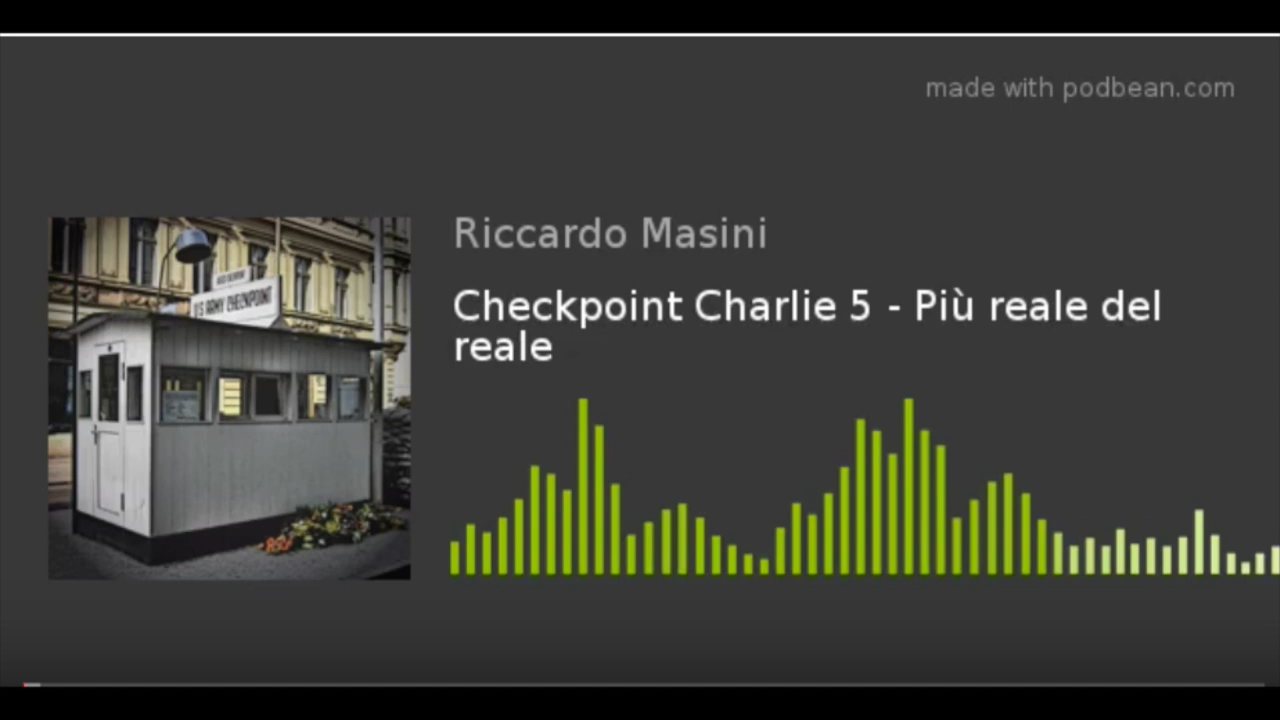 made with podbean.com
Riccardo Masini
Checkpoint Charlie 5 - Più reale del
reale
US ARMY CHECKPOINT